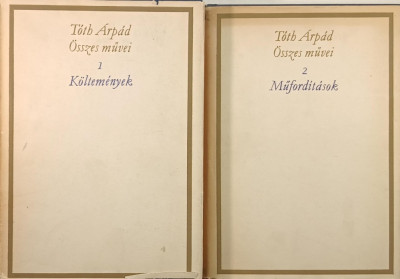 Tóth Árpád
Összes művei
1
Költemények
Tóth Árpád
Összes művei
2
Műfordítások